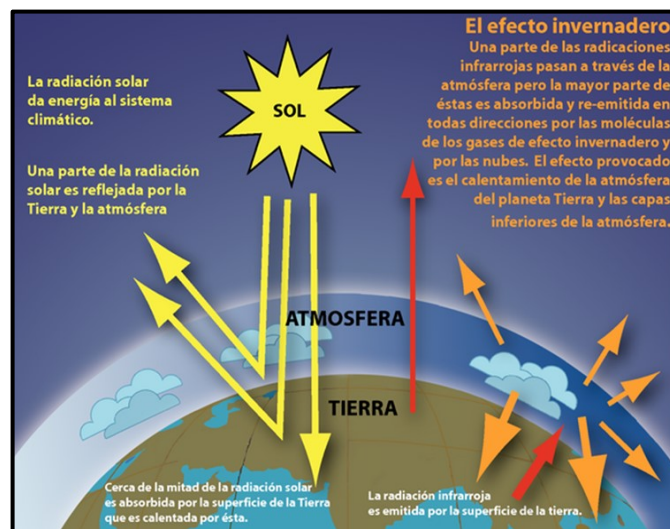 El efecto invernadero
Una parte de las radicaciones
infrarrojas pasan a través de la
atmósfera pero la mayor parte de
éstas es absorbida y re-emitida en
todas direcciones por las moléculas
de los gases de efecto invernadero y
por las nubes. El efecto provocado
es el calentamiento de la atmósfera
del planeta Tierra y las capas
inferiores de la atmósfera.
La radiación solar
da energía al sistema
climático.
SOL
Una parte de la radiación
solar es reflejada por la
Tierra y la atmósfera
ATMOSFERA
TIERRA
Cerca de la mitad de la radiación solar
es absorbida por la superficie de la Tierra
que es calentada por ésta.
La radiación infrarroja
es emitida por la superficie de la tierra.